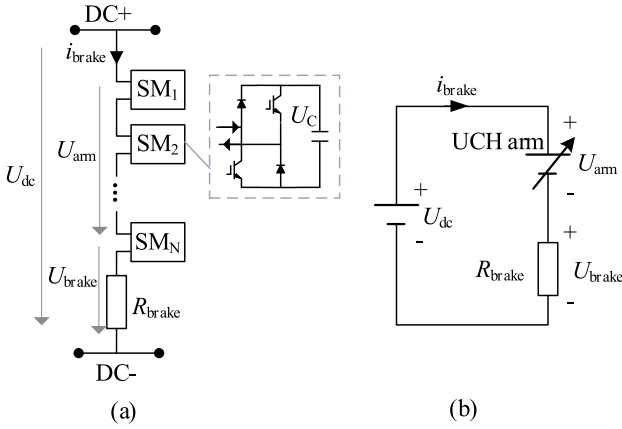 DC+
i_brake
SM_1
SM_2
U_C
U_arm
U_dc
SM_N
U_brake
R_brake
DC-
(a)
i_brake
UCH arm
+
U_arm
-
+
U_dc
-
+
R_brake
U_brake
-
(b)